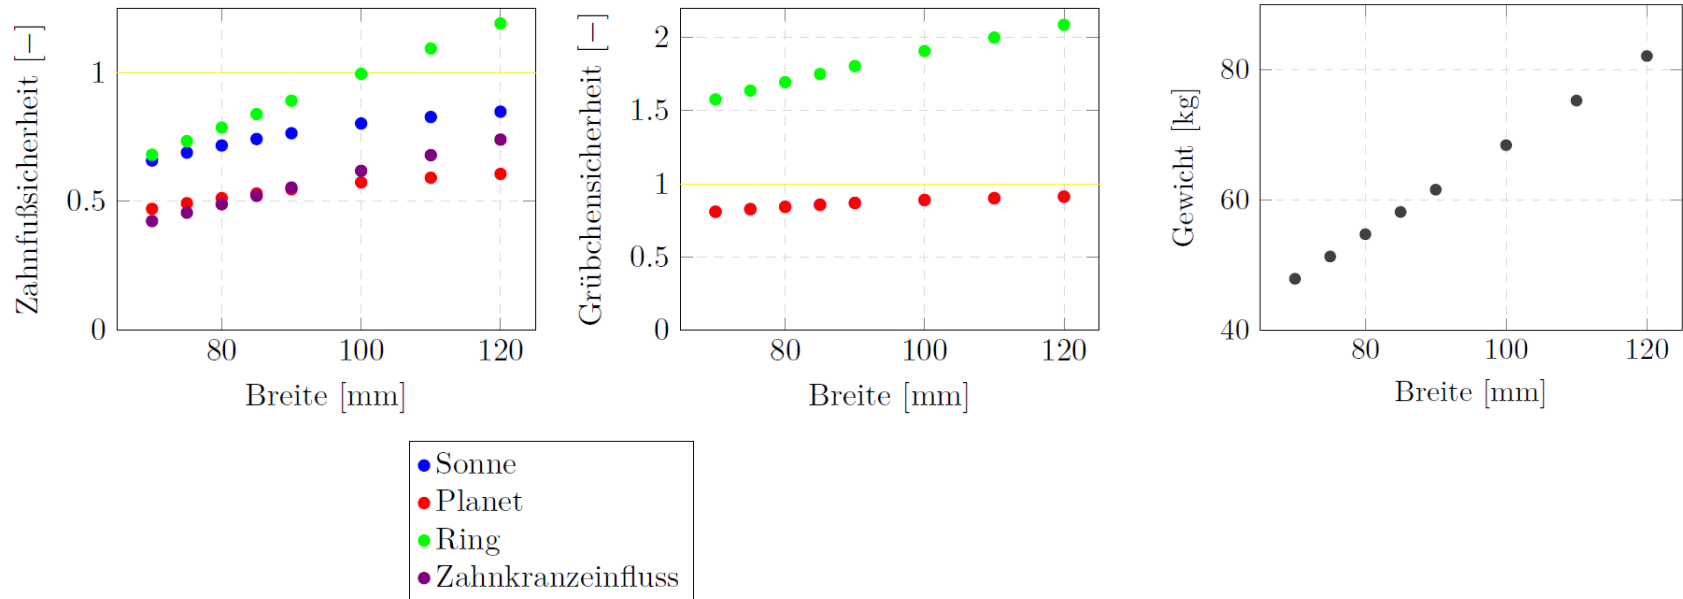 Zahnfußsicherheit [−]
1
0.5
0
80
100
120
Breite [mm]
Grübchensicherheit [−]
2
1.5
1
0.5
0
80
100
120
Breite [mm]
Gewicht [kg]
80
60
40
80
100
120
Breite [mm]
Sonne
Planet
Ring
Zahnkranzeinfluss